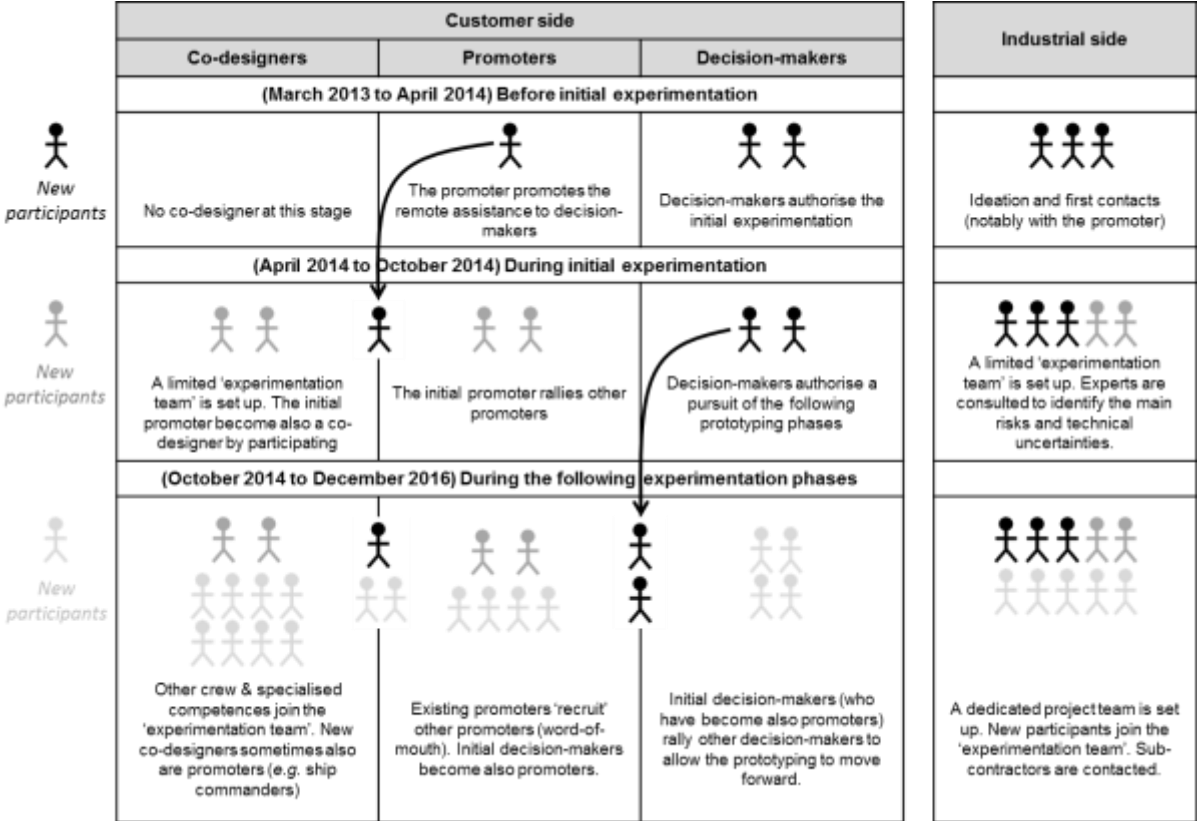 Customer side
Industrial side
Co-designers
Promoters
Decision-makers
(March 2013 to April 2014) Before initial experimentation
New
participants
No co-designer at this stage
The promoter promotes the
remote assistance to decision-
makers
Decision-makers authorise the
initial experimentation
Ideation and first contacts
(notably with the promoter)
(April 2014 to October 2014) During initial experimentation
New
participants
A limited 'experimentation
team' is set up. The initial
promoter become also a co-
designer by participating
The initial promoter rallies other
promoters
Decision-makers authorise a
pursuit of the following
prototyping phases
A limited 'experimentation
team' is set up. Experts are
consulted to identify the main
risks and technical
uncertainties.
(October 2014 to December 2016) During the following experimentation phases
New
participants
Other crew & specialised
competences join the
'experimentation team'. New
co-designers sometimes also
are promoters (e.g. ship
commanders)
Existing promoters 'recruit'
other promoters (word-of-
mouth). Initial decision-makers
become also promoters.
Initial decision-makers (who
have become also promoters)
rally other decision-makers to
allow the prototyping to move
forward.
A dedicated project team is set
up. New participants join the
'experimentation team'. Sub-
contractors are contacted.